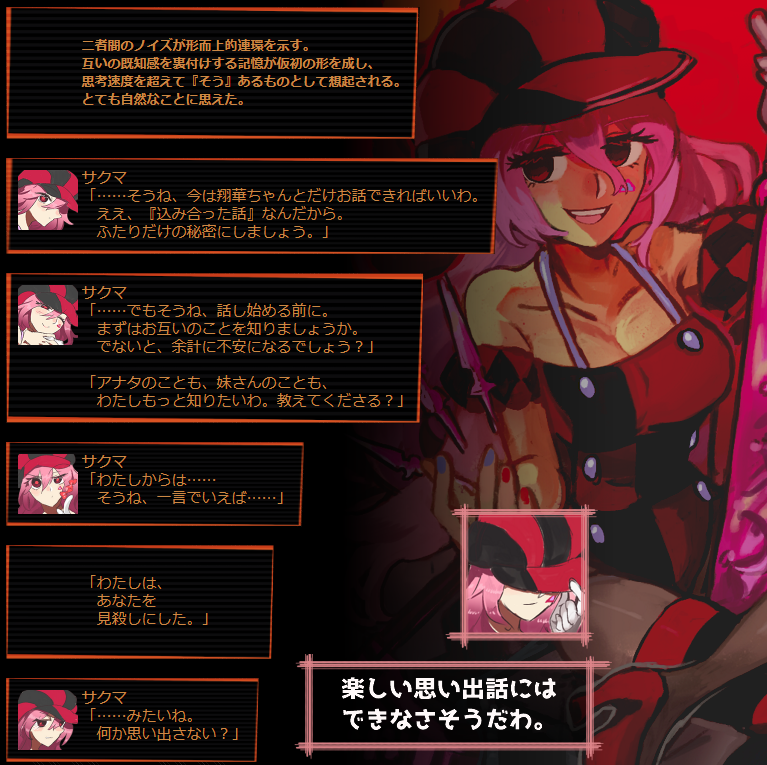 二者間のノイズが形而上的連環を示す。
互いの既知感を裏付けする記憶が仮初の形を成し、
思考速度を超えて『そう』あるものとして想起される。
とても自然なことに思えた。
サクマ
「……そうね、今は翔華ちゃんとだけお話できればいいわ。
ええ、『込み合った話』なんだから。
ふたりだけの秘密にしましょう。」
サクマ
「……でもそうね、話し始める前に。
まずはお互いのことを知りましょうか。
でないと、余計に不安になるでしょう？」
「アナタのことも、妹さんのことも、
わたしもっと知りたいわ。教えてくださる？」
サクマ
「わたしからは……
そうね、一言でいえば……」
「わたしは、
あなたを
見殺しにした。」
サクマ
「……みたいね。
何か思い出さない？」
楽しい思い出話には
できなさそうだわ。